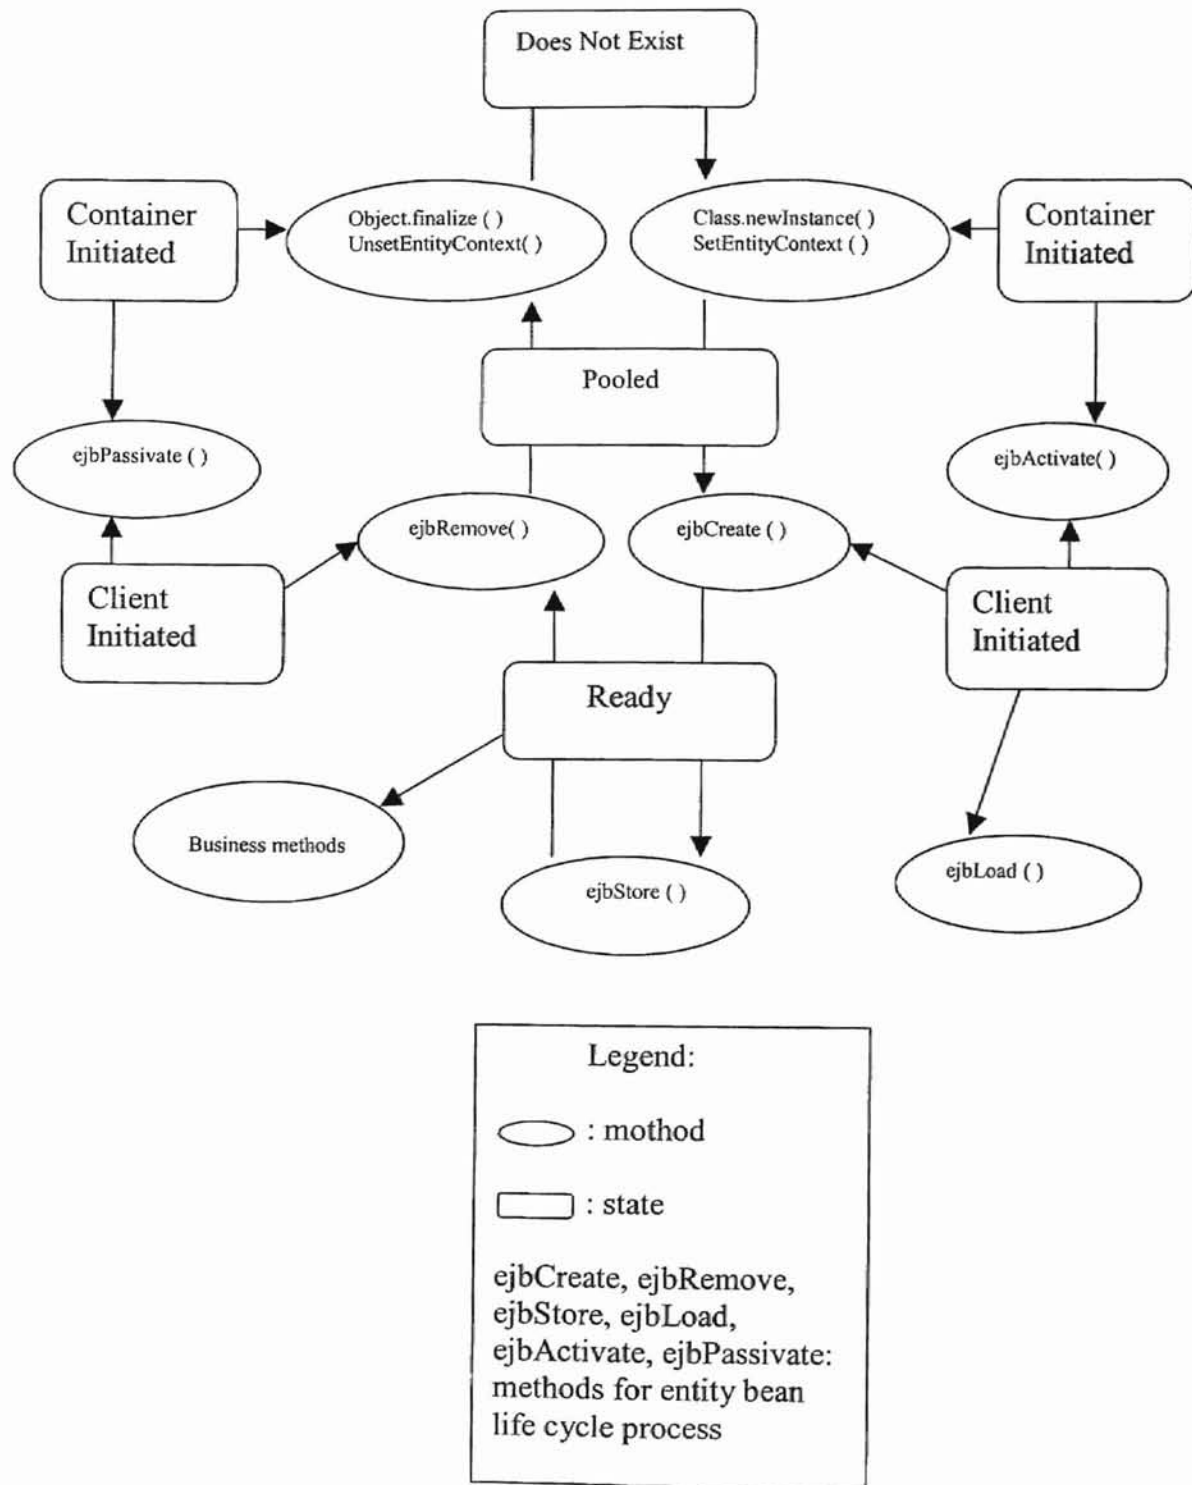 Does Not Exist
Container
Initiated
Object.finalize ( )
UnsetEntityContext( )
Class.newInstance( )
SetEntityContext ( )
Container
Initiated
Pooled
ejbPassivate ( )
ejbActivate( )
ejbRemove( )
ejbCreate ( )
Client
Initiated
Client
Initiated
Ready
Business methods
ejbStore ( )
ejbLoad ( )
Legend:
: mothod
: state
ejbCreate, ejbRemove,
ejbStore, ejbLoad,
ejbActivate, ejbPassivate:
methods for entity bean
life cycle process